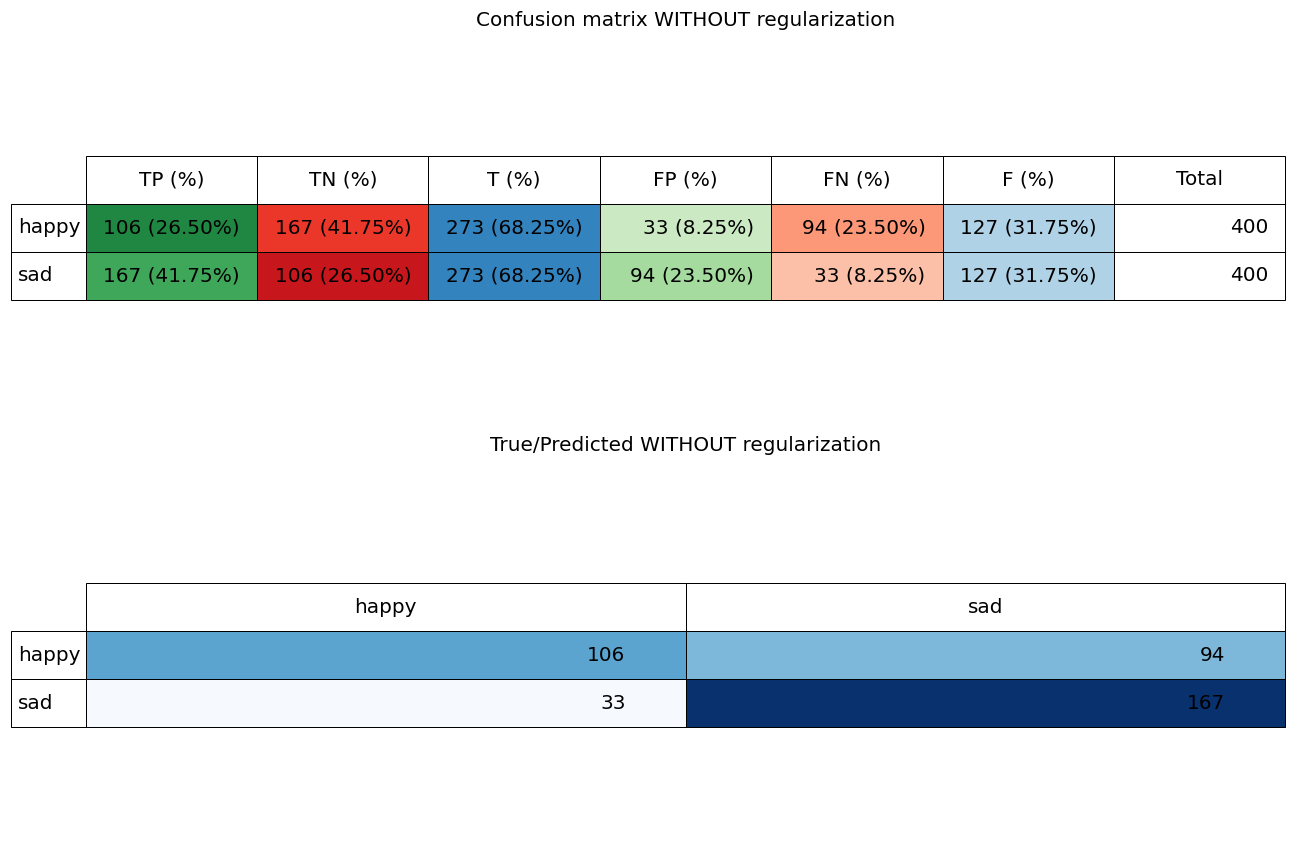 Confusion matrix WITHOUT regularization
TP (%) TN (%) T (%) FP (%) FN (%) F (%) Total
happy 106 (26.50%) 167 (41.75%) 273 (68.25%) 33 (8.25%) 94 (23.50%) 127 (31.75%) 400
sad 167 (41.75%) 106 (26.50%) 273 (68.25%) 94 (23.50%) 33 (8.25%) 127 (31.75%) 400
True/Predicted WITHOUT regularization
happy sad
happy 106 94
sad 33 167